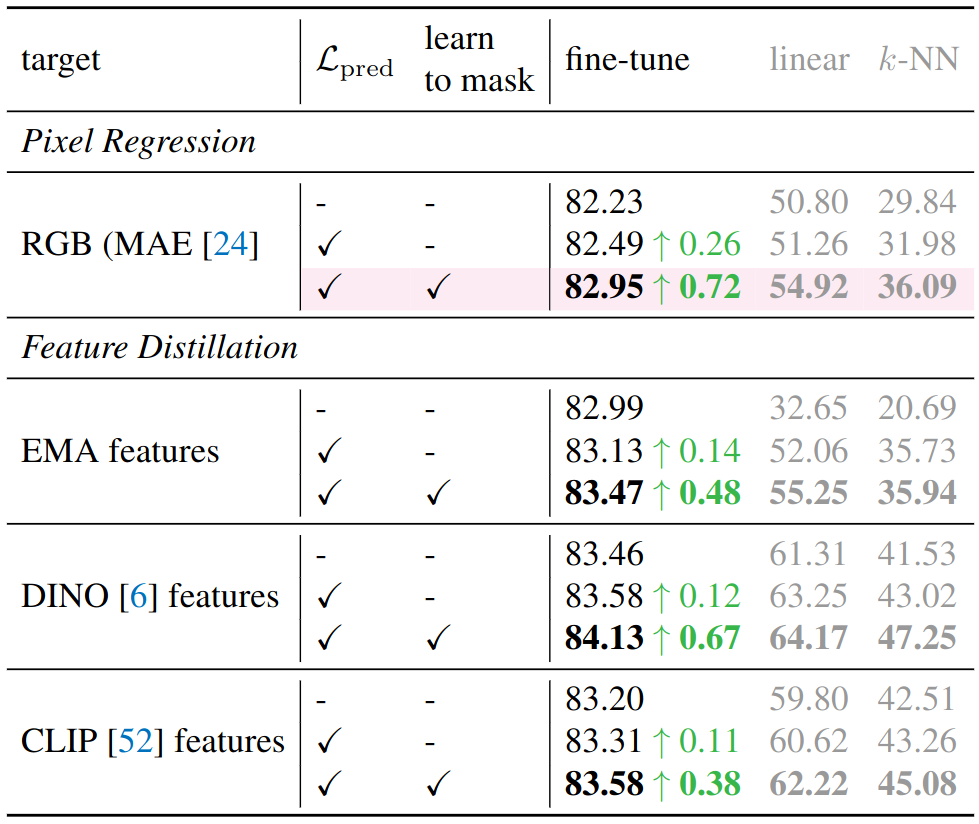 target L_pred learn to mask fine-tune linear k-NN
Pixel Regression
- - 82.23 50.80 29.84
RGB (MAE [24] ✓ - 82.49 ↑ 0.26 51.26 31.98
✓ ✓ 82.95 ↑ 0.72 54.92 36.09
Feature Distillation
- - 82.99 32.65 20.69
EMA features ✓ - 83.13 ↑ 0.14 52.06 35.73
✓ ✓ 83.47 ↑ 0.48 55.25 35.94
- - 83.46 61.31 41.53
DINO [6] features ✓ - 83.58 ↑ 0.12 63.25 43.02
✓ ✓ 84.13 ↑ 0.67 64.17 47.25
- - 83.20 59.80 42.51
CLIP [52] features ✓ - 83.31 ↑ 0.11 60.62 43.26
✓ ✓ 83.58 ↑ 0.38 62.22 45.08